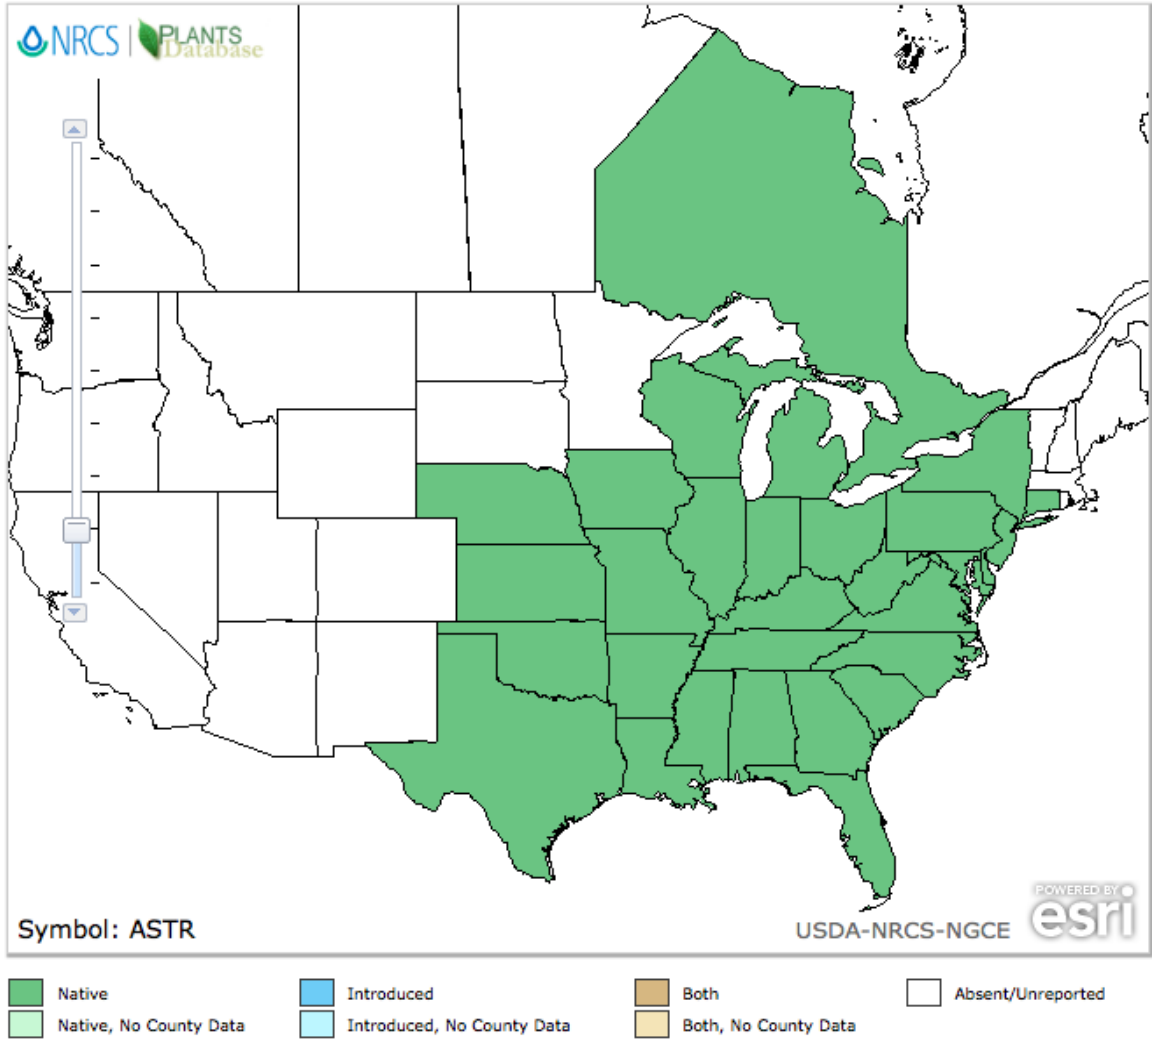 NRCS | PLANTS
Database
Symbol: ASTR
USDA-NRCS-NGCE
POWERED BY
esri
Native
Introduced
Both
Absent/Unreported
Native, No County Data
Introduced, No County Data
Both, No County Data